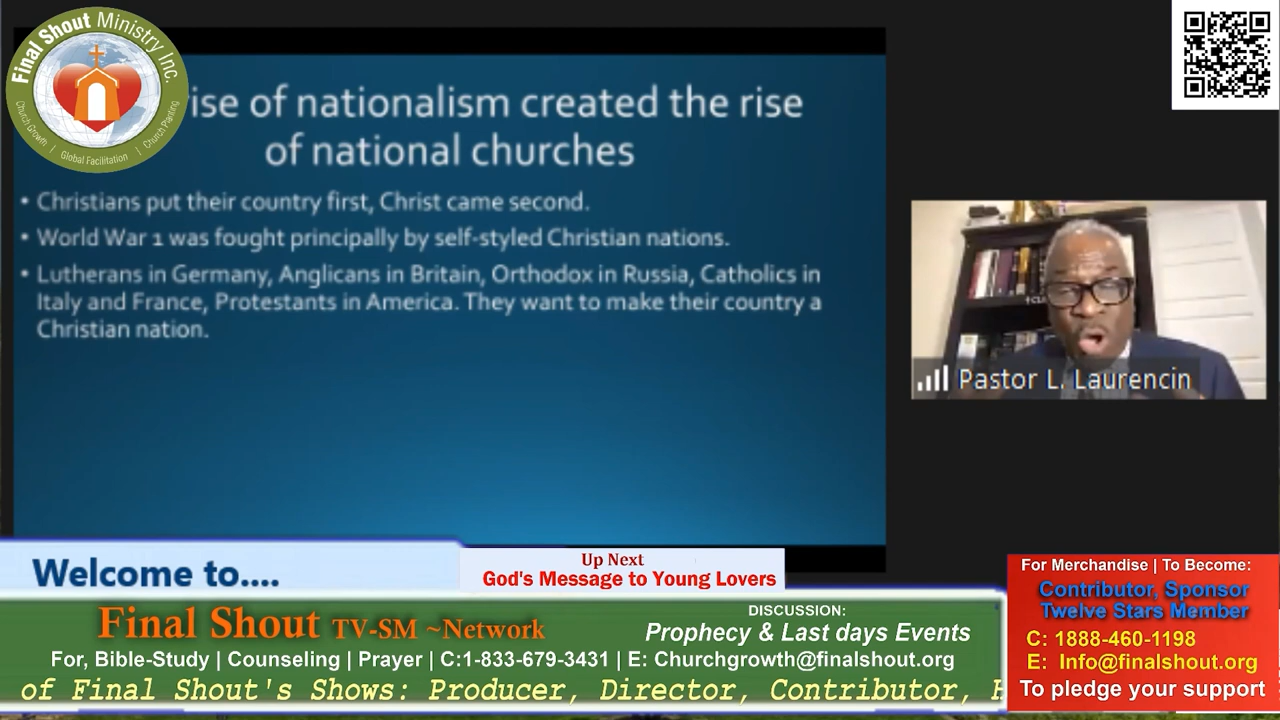 Final Shout Ministry Inc.
Church Growth | Global Facilitation | Church Planting
ise of nationalism created the rise
of national churches
• Christians put their country first, Christ came second.
• World War 1 was fought principally by self-styled Christian nations.
• Lutherans in Germany, Anglicans in Britain, Orthodox in Russia, Catholics in
Italy and France, Protestants in America. They want to make their country a
Christian nation.
Pastor L. Laurencin
Welcome to....
Up Next
God's Message to Young Lovers
Final Shout TV-SM ~Network
DISCUSSION:
Prophecy & Last days Events
For, Bible-Study | Counseling | Prayer | C:1-833-679-3431 | E: Churchgrowth@finalshout.org
of Final Shout's Shows: Producer, Director, Contributor,
For Merchandise | To Become:
Contributor, Sponsor
Twelve Stars Member
C: 1888-460-1198
E: Info@finalshout.org
To pledge your support